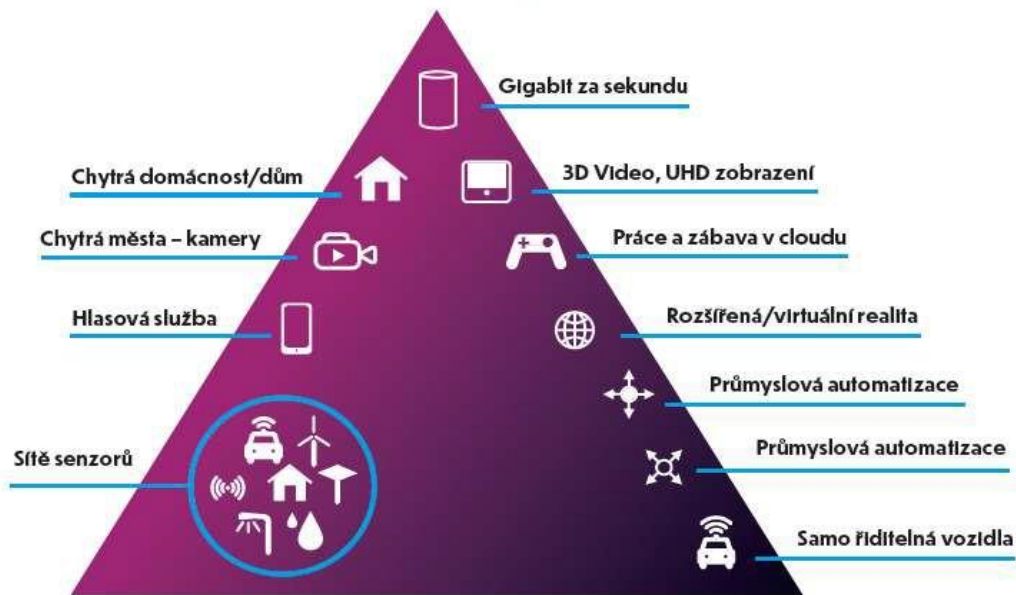 Gigabit za sekundu
Chytrá domácnost/dům
3D Video, UHD zobrazení
Chytrá města – kamery
Práce a zábava v cloudu
Hlasová služba
Rozšířená/virtuální realita
Průmyslová automatizace
Sítě senzorů
Průmyslová automatizace
Samo řiditelná vozidla